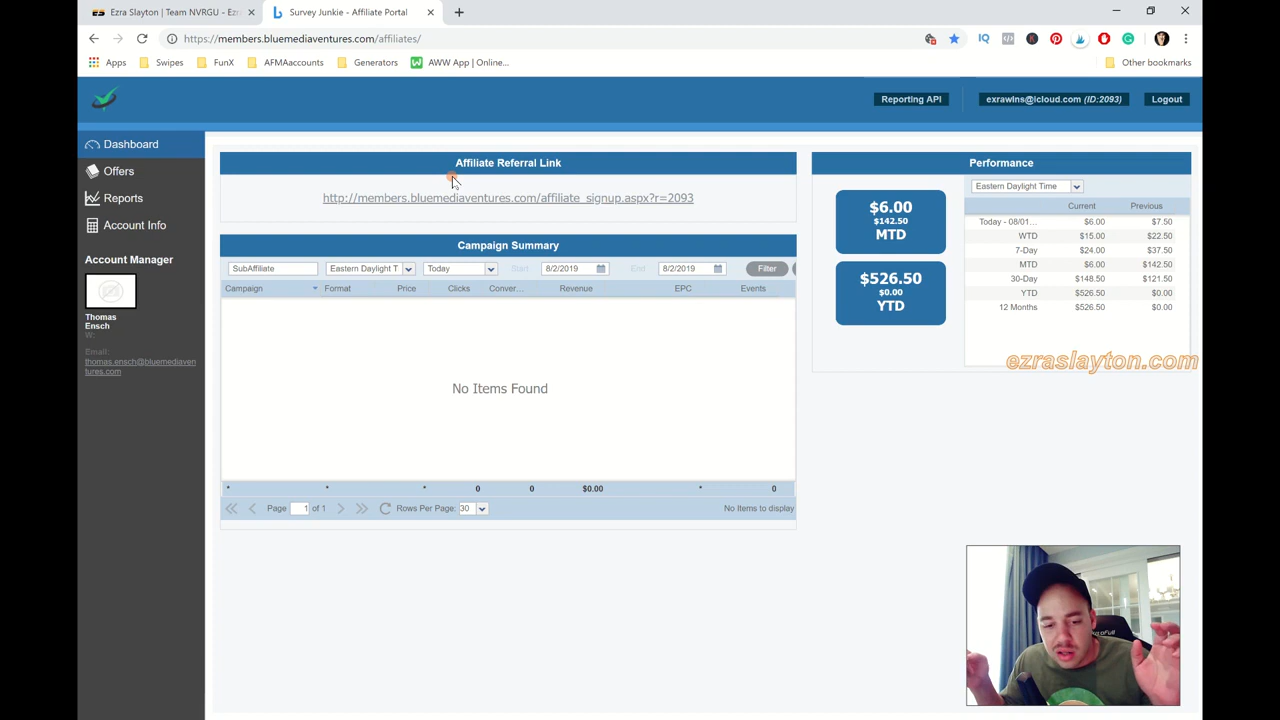 Ezra Slayton | Team NVRGU - Ezr
Survey Junkie - Affiliate Portal
https://members.bluemediaventures.com/affiliates/
Apps Swipes FunX AFMAaccounts Generators AWW App | Online... Other bookmarks
Reporting API exrawins@icloud.com (ID:2093) Logout
Dashboard
Offers
Reports
Account Info
Account Manager
Thomas
Ensch
W:
Email:
thomas.ensch@bluemediaven
tures.com
Affiliate Referral Link
http://members.bluemediaventures.com/affiliate_signup.aspx?r=2093
Campaign Summary
SubAffiliate Eastern Daylight T Today Start 8/2/2019 End 8/2/2019 Filter
Campaign Format Price Clicks Conver... Revenue EPC Events
No Items Found
* * * 0 0 $0.00 * 0
Page 1 of 1 Rows Per Page: 30 No Items to display
Performance
$6.00
$142.50
MTD
$526.50
$0.00
YTD
Eastern Daylight Time
Current Previous
Today - 08/01... $6.00 $7.50
WTD $15.00 $22.50
7-Day $24.00 $37.50
MTD $6.00 $142.50
30-Day $148.50 $121.50
YTD $526.50 $0.00
12 Months $526.50 $0.00
ezraslayton.com